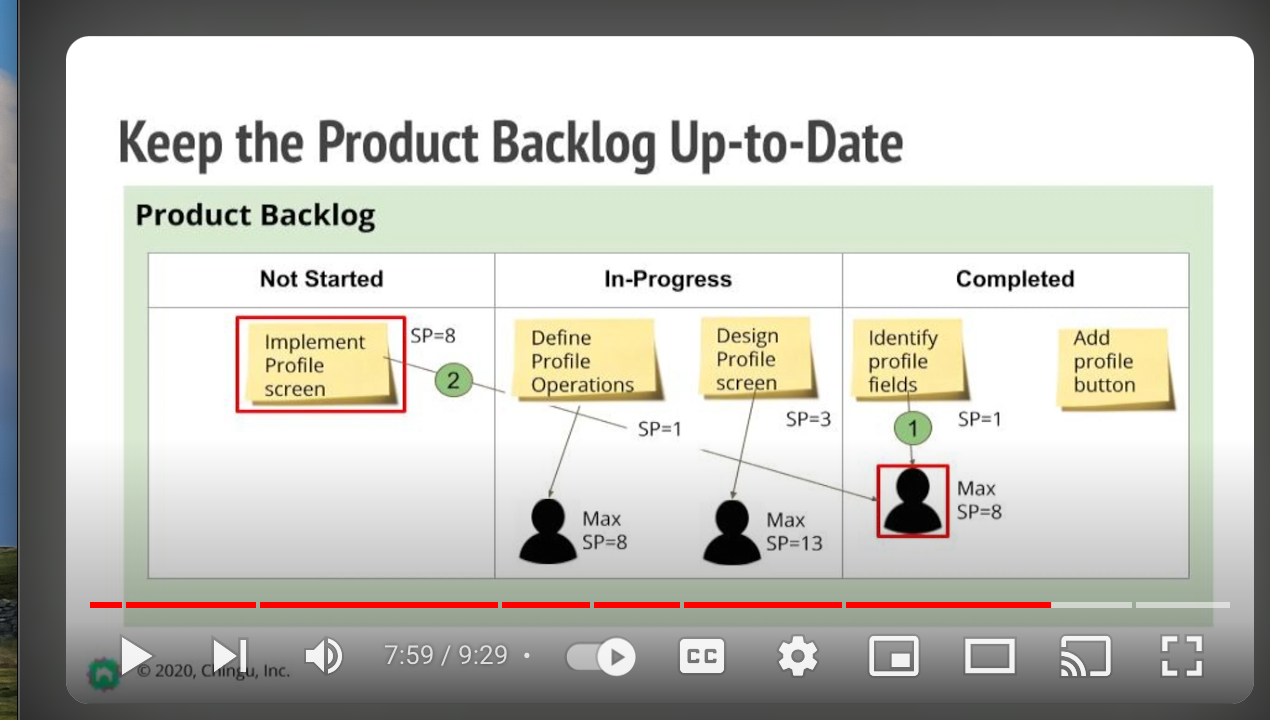 Keep the Product Backlog Up-to-Date
Product Backlog
Not Started
In-Progress
Completed
Implement
Profile
screen
SP=8
2
Define
Profile
Operations
SP=1
Design
Profile
screen
SP=3
Identify
profile
fields
SP=1
1
Add
profile
button
Max
SP=8
Max
SP=13
Max
SP=8
7:59 / 9:29 •
CC
© 2020, Chingu, Inc.